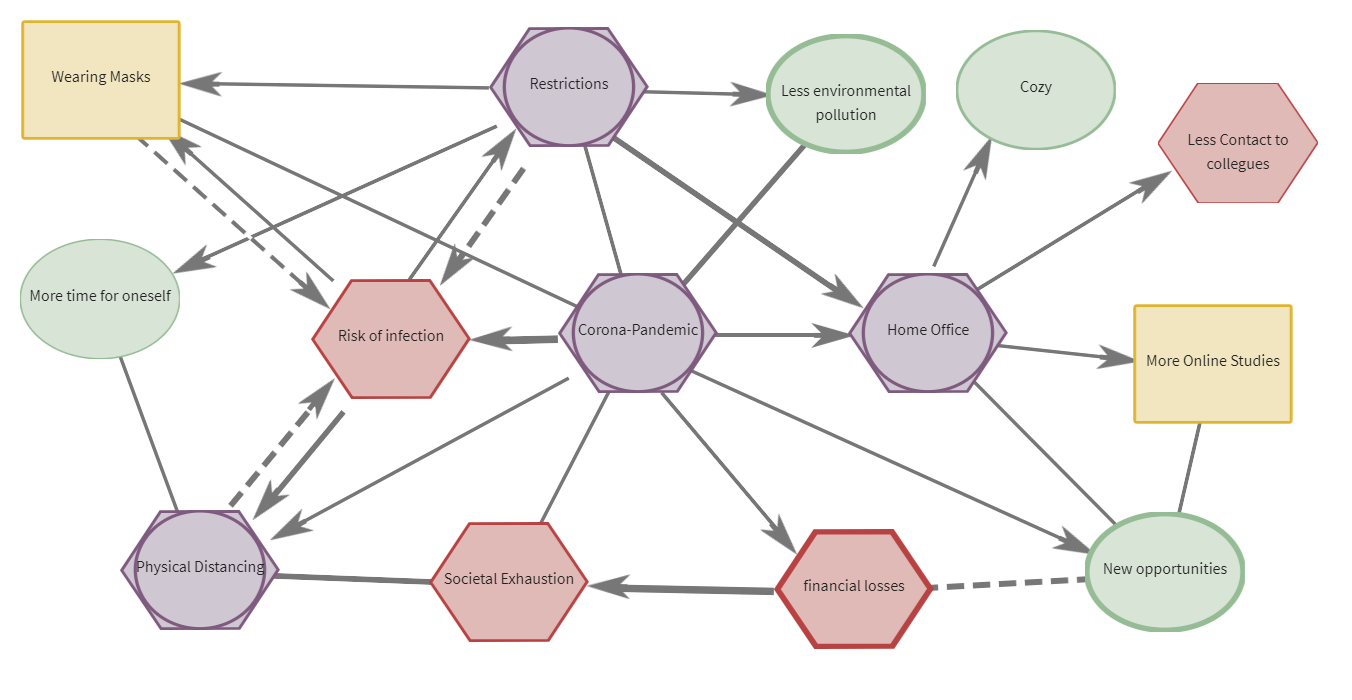 Wearing Masks
Restrictions
Less environmental
pollution
Cozy
Less Contact to
collegues
More time for oneself
Risk of infection
Corona-Pandemic
Home Office
More Online Studies
Physical Distancing
Societal Exhaustion
financial losses
New opportunities